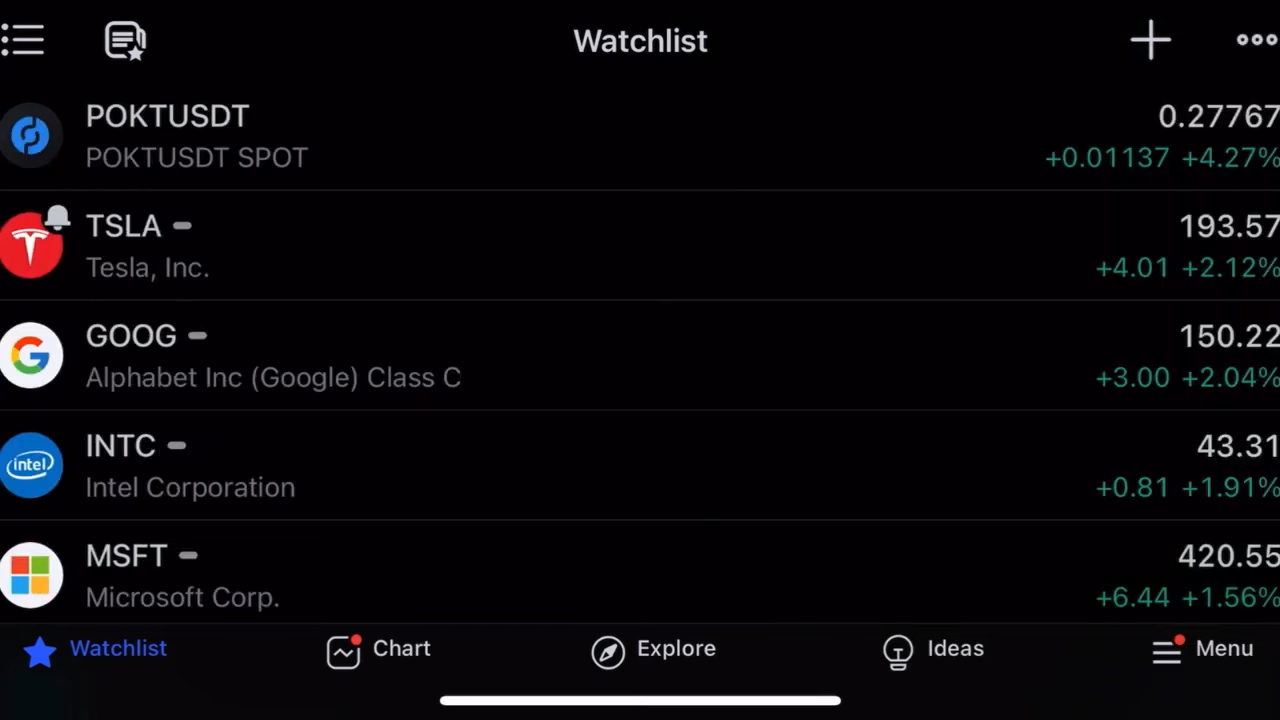 Watchlist
POKTUSDT
0.27767
POKTUSDT SPOT
+0.01137 +4.27%
TSLA
193.57
Tesla, Inc.
+4.01 +2.12%
GOOG
150.22
Alphabet Inc (Google) Class C
+3.00 +2.04%
INTC
43.31
intel
Intel Corporation
+0.81 +1.91%
MSFT
420.55
Microsoft Corp.
+6.44 +1.56%
Watchlist
Chart
Explore
Ideas
Menu